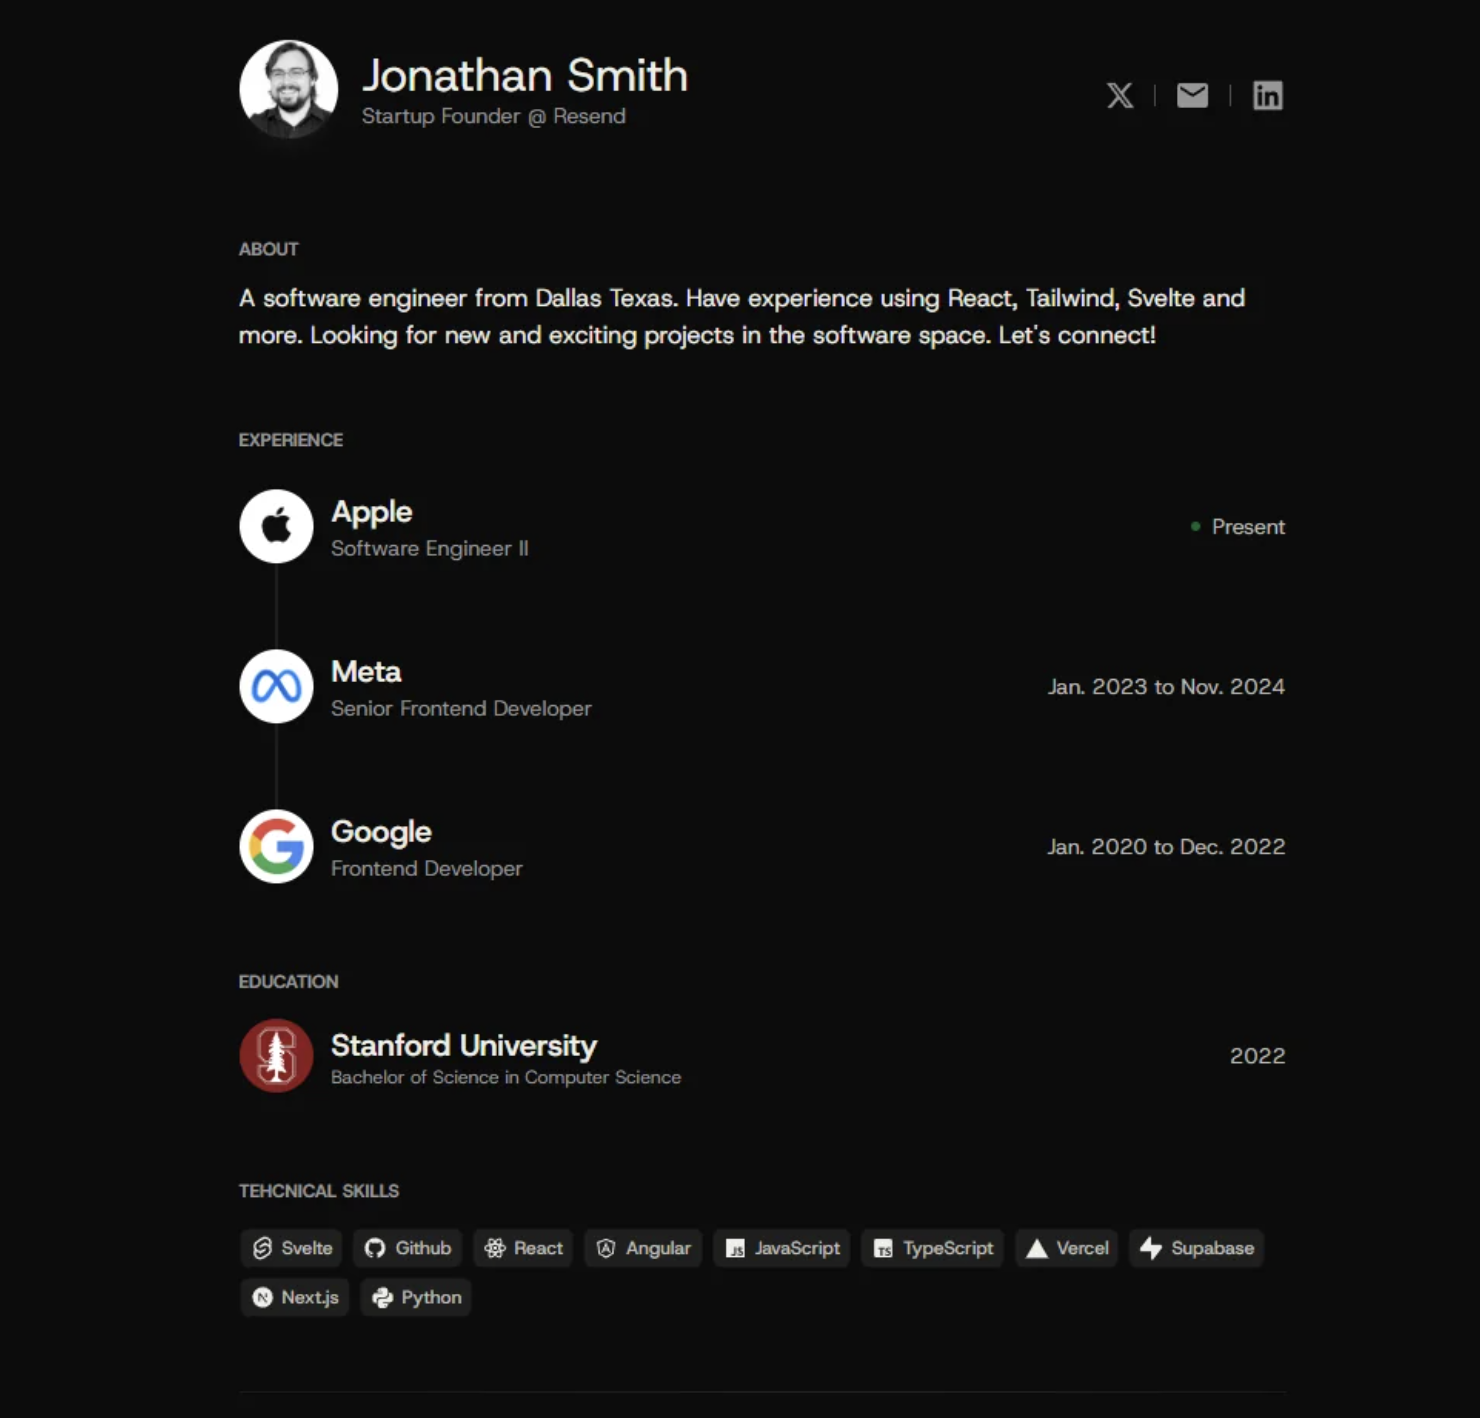 Jonathan Smith
Startup Founder @ Resend
ABOUT
A software engineer from Dallas Texas. Have experience using React, Tailwind, Svelte and
more. Looking for new and exciting projects in the software space. Let's connect!
EXPERIENCE
Apple
Software Engineer II
Present
Meta
Senior Frontend Developer
Jan. 2023 to Nov. 2024
Google
Frontend Developer
Jan. 2020 to Dec. 2022
EDUCATION
Stanford University
Bachelor of Science in Computer Science
2022
TEHCNICAL SKILLS
Svelte Github React Angular JavaScript TypeScript Vercel Supabase
Next.js Python